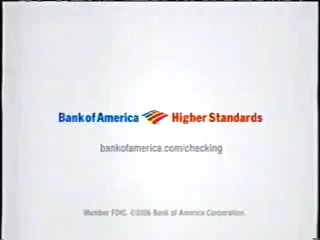 Bank of America Higher Standards
bankofamerica.com/checking
Member FDIC. ©2006 Bank of America Corporation.